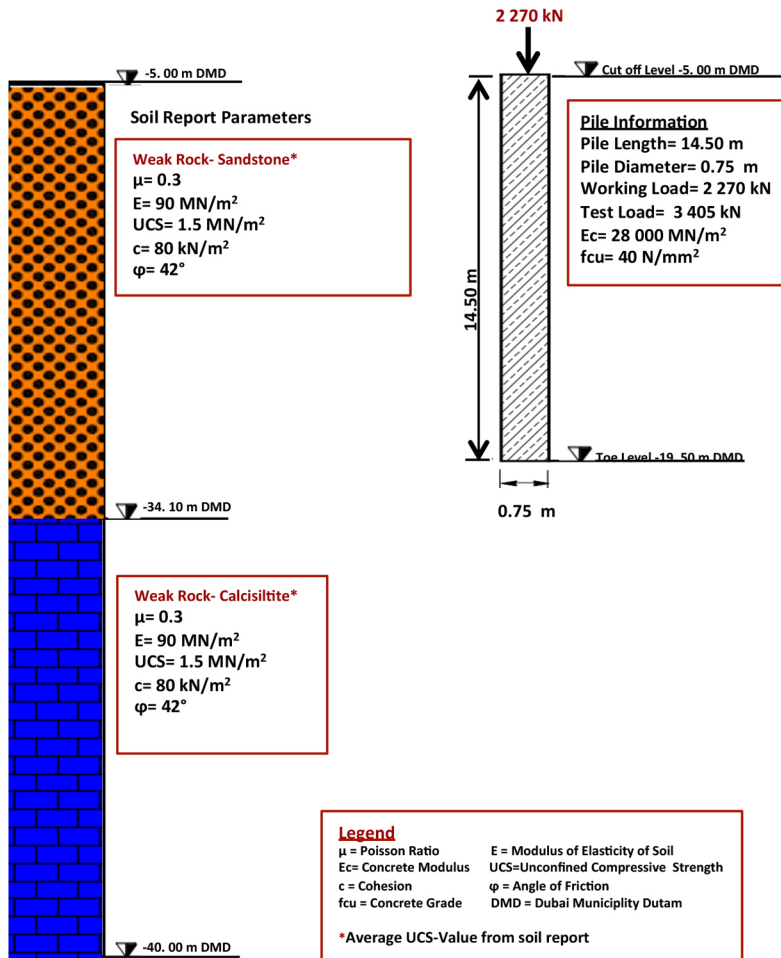 2 270 kN
-5. 00 m DMD
Cut off Level -5. 00 m DMD
Soil Report Parameters
Weak Rock- Sandstone*
μ= 0.3
E= 90 MN/m²
UCS= 1.5 MN/m²
c= 80 kN/m²
φ= 42°
Pile Information
Pile Length= 14.50 m
Pile Diameter= 0.75 m
Working Load= 2 270 kN
Test Load= 3 405 kN
Ec= 28 000 MN/m²
fcu= 40 N/mm²
14.50 m
Toe Level -19. 50 m DMD
0.75 m
-34. 10 m DMD
Weak Rock- Calcisiltite*
μ= 0.3
E= 90 MN/m²
UCS= 1.5 MN/m²
c= 80 kN/m²
φ= 42°
Legend
μ = Poisson Ratio E = Modulus of Elasticity of Soil
Ec= Concrete Modulus UCS=Unconfined Compressive Strength
c = Cohesion φ = Angle of Friction
fcu = Concrete Grade DMD = Dubai Municiplity Dutam
*Average UCS-Value from soil report
-40. 00 m DMD